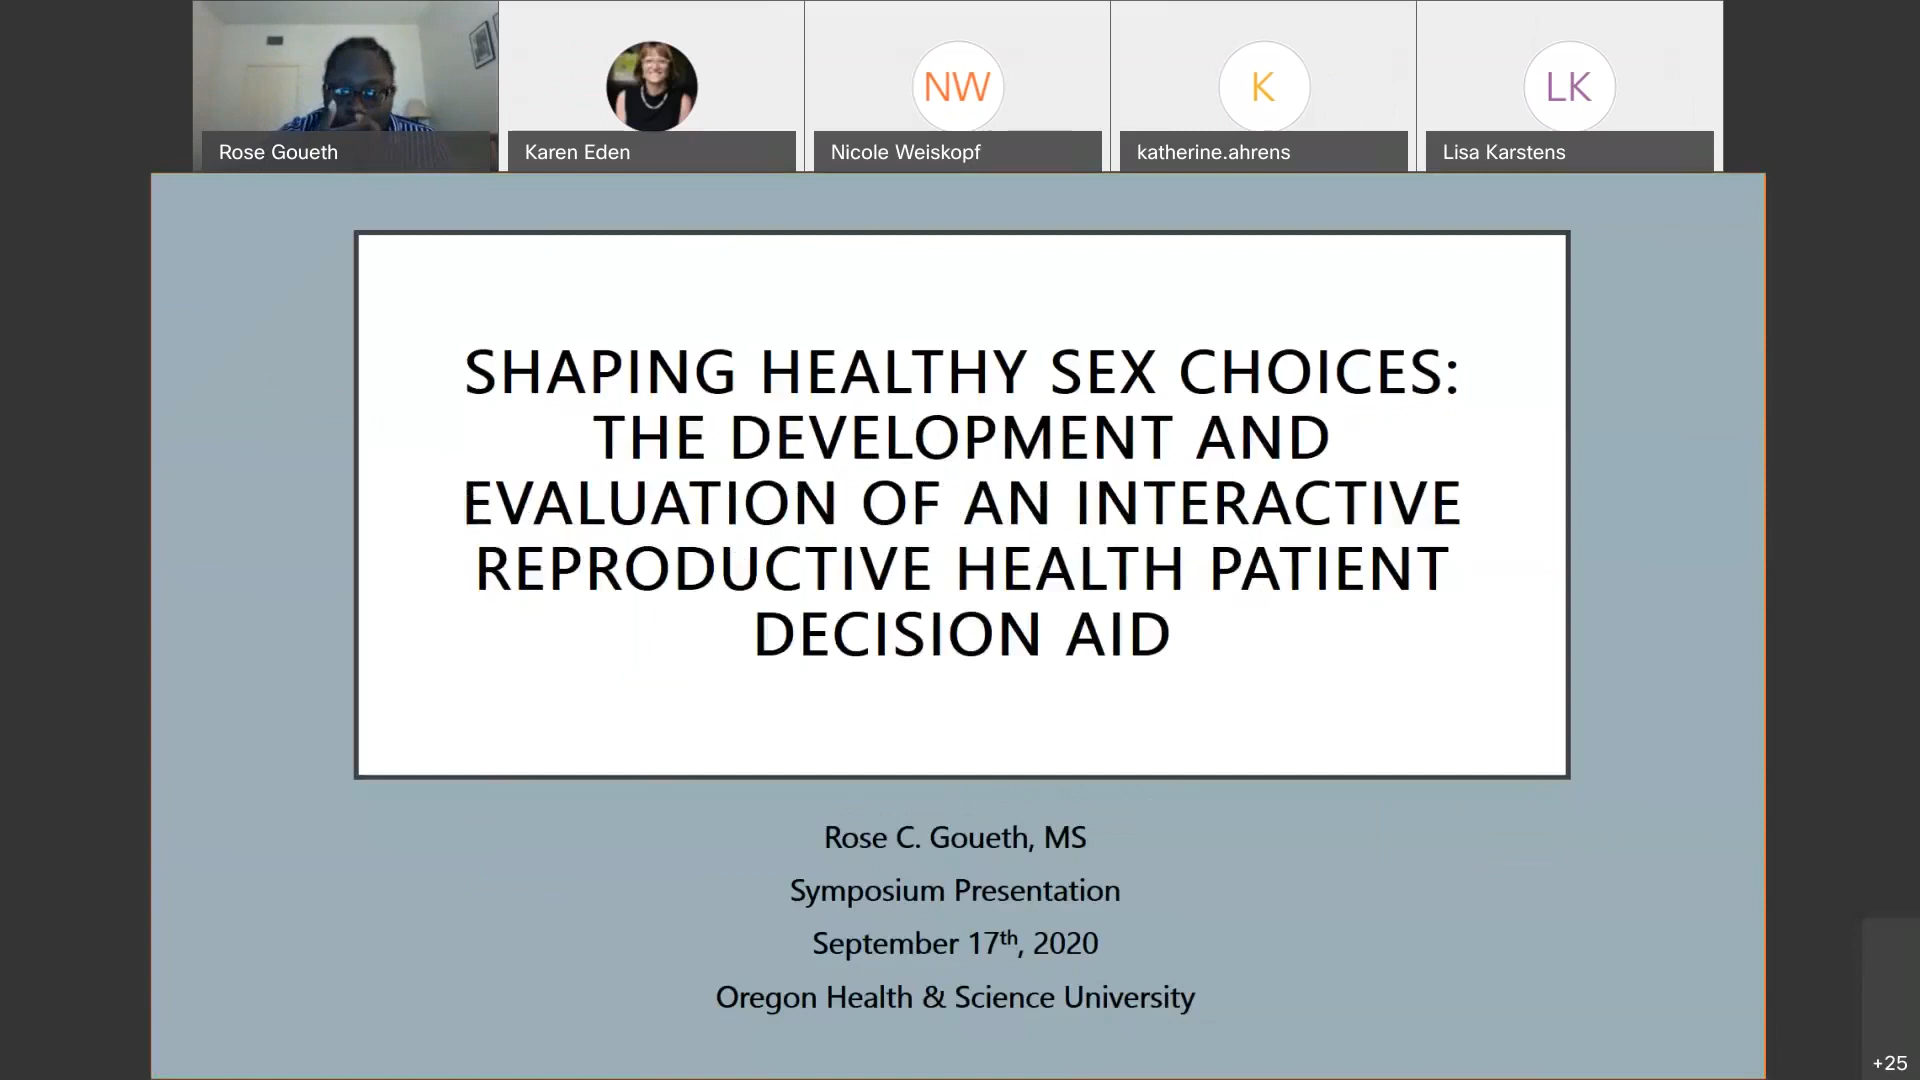 NW
K
LK
Rose Goueth
Karen Eden
Nicole Weiskopf
katherine.ahrens
Lisa Karstens
SHAPING HEALTHY SEX CHOICES:
THE DEVELOPMENT AND
EVALUATION OF AN INTERACTIVE
REPRODUCTIVE HEALTH PATIENT
DECISION AID
Rose C. Goueth, MS
Symposium Presentation
September 17th, 2020
Oregon Health & Science University
+25